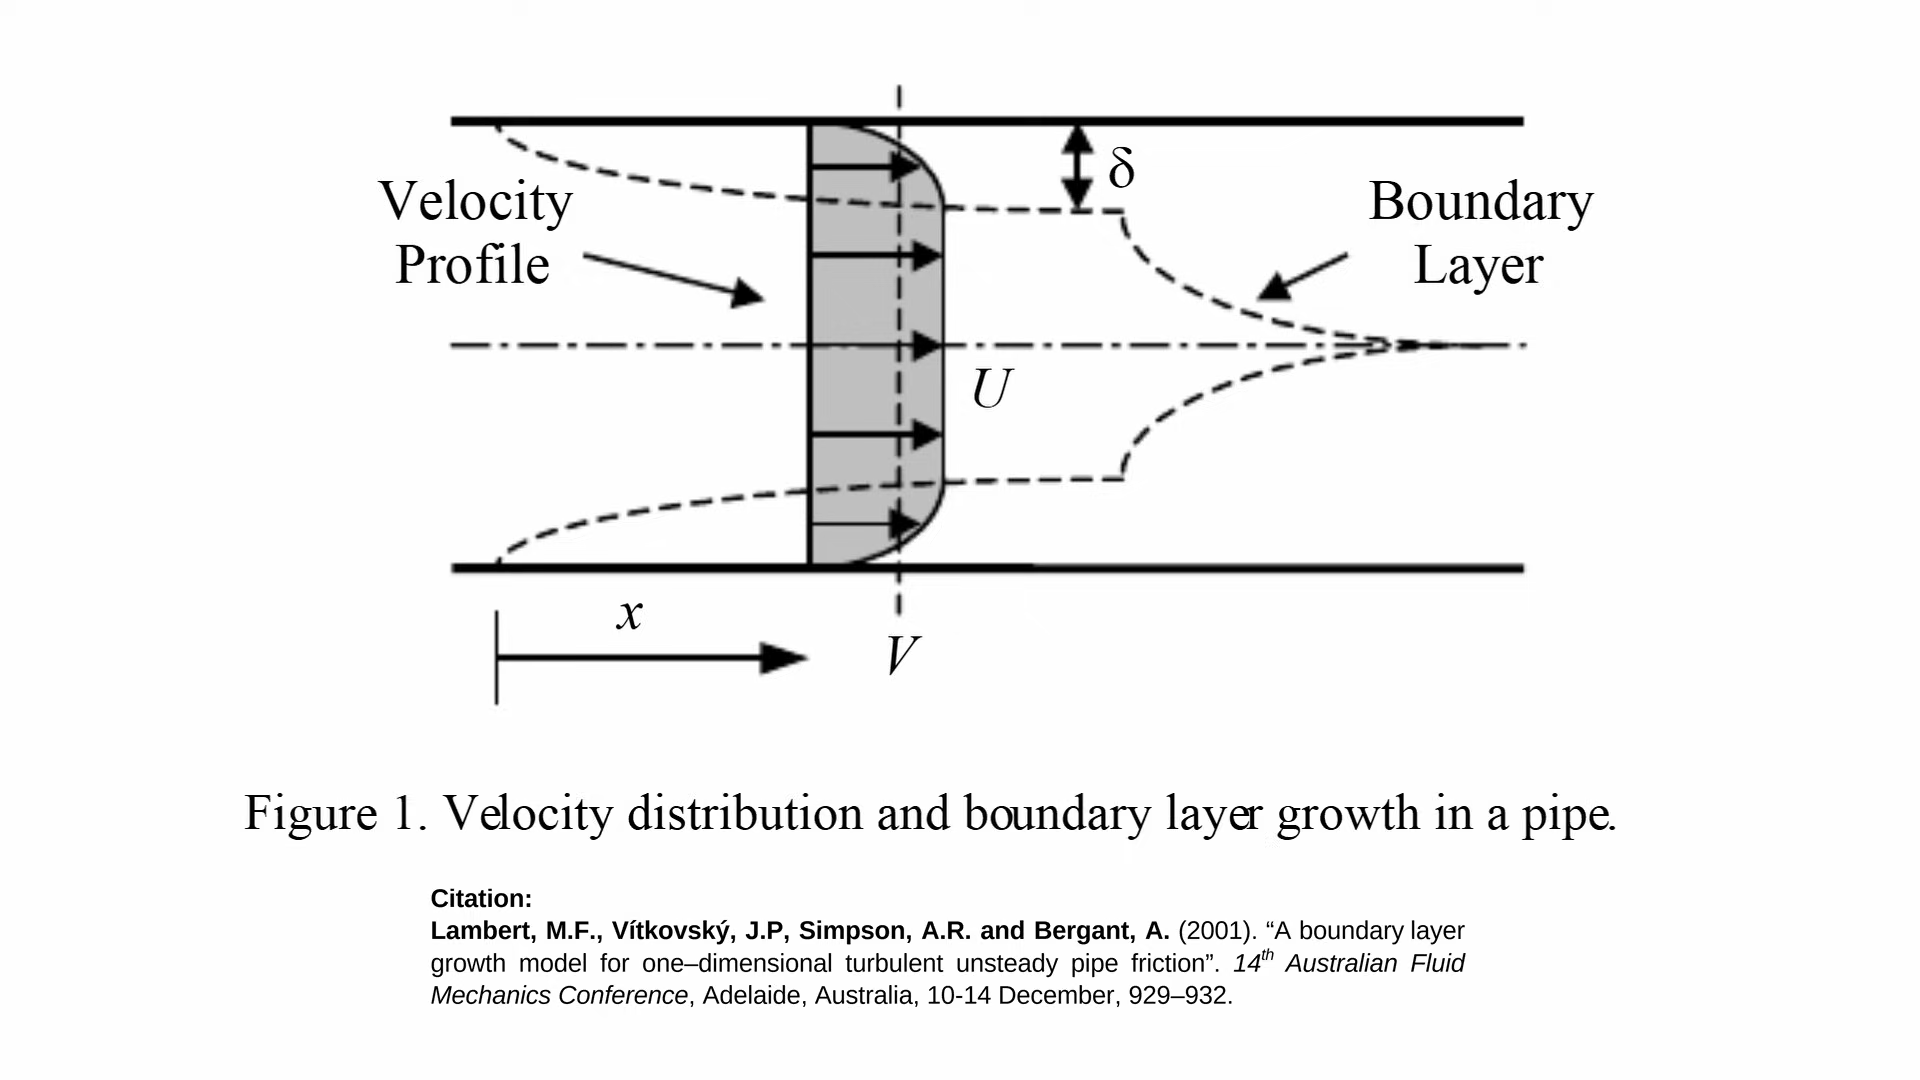 δ
Velocity
Profile
Boundary
Layer
U
x
V
Figure 1. Velocity distribution and boundary layer growth in a pipe.
Citation:
Lambert, M.F., Vítkovský, J.P, Simpson, A.R. and Bergant, A. (2001). “A boundary layer
growth model for one–dimensional turbulent unsteady pipe friction”. 14th Australian Fluid
Mechanics Conference, Adelaide, Australia, 10-14 December, 929–932.